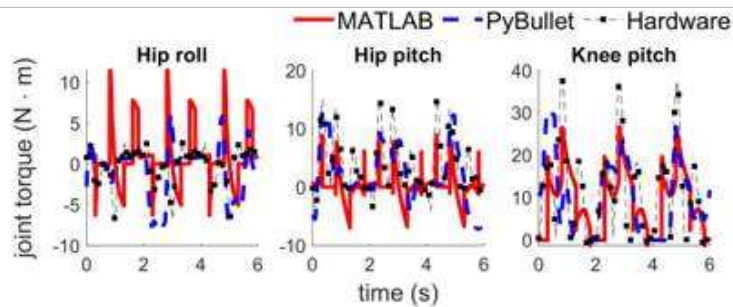 MATLAB PyBullet Hardware
Hip roll Hip pitch Knee pitch
joint torque (N · m)
10
5
0
-5
-10
0 2 4 6
20
10
0
-10
0 2 4 6
40
30
20
10
0
0 2 4 6
time (s)